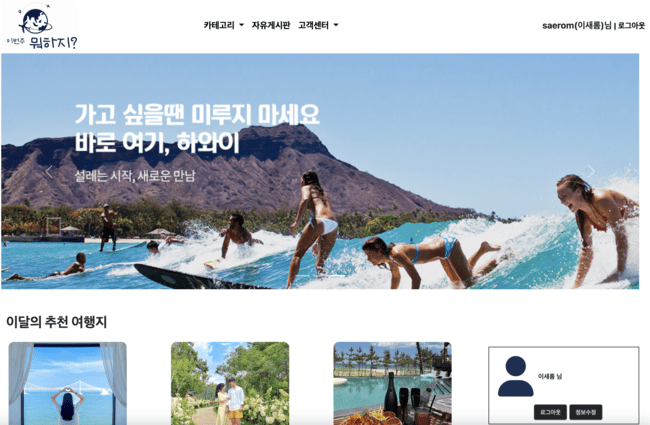 이번주 뭐하지?
카테고리 자유게시판 고객센터
saerom(이새롬)님 | 로그아웃
가고 싶을땐 미루지 마세요
바로 여기, 하와이
설레는 시작, 새로운 만남
이달의 추천 여행지
이새롬 님
로그아웃 정보수정